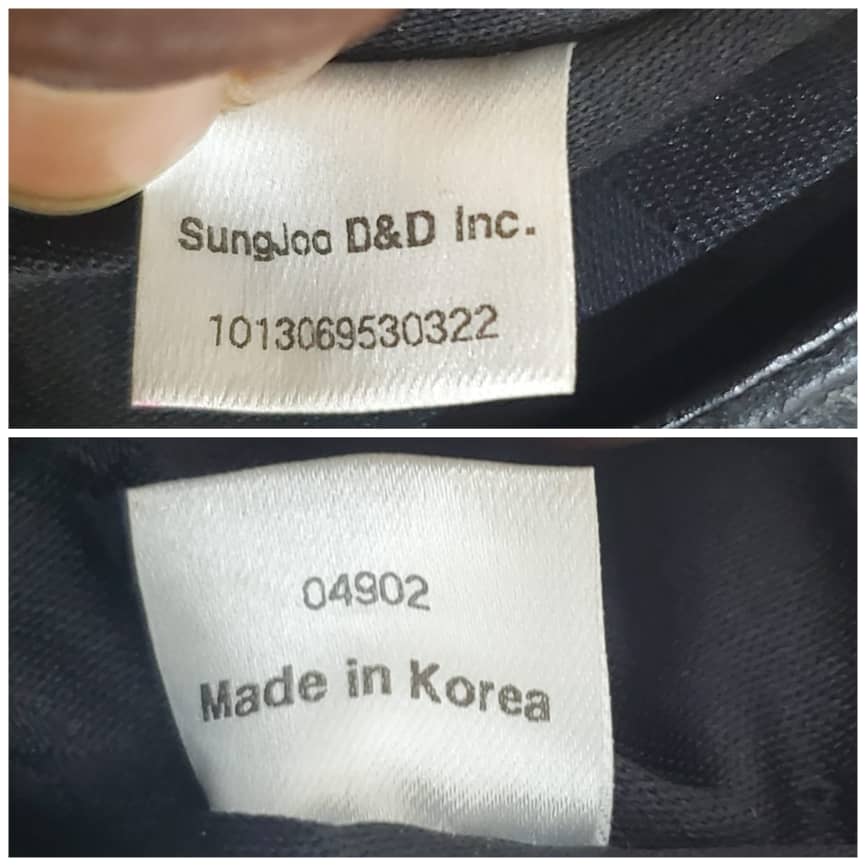 SungJoo D&D Inc.
1013069530322
04902
Made in Korea